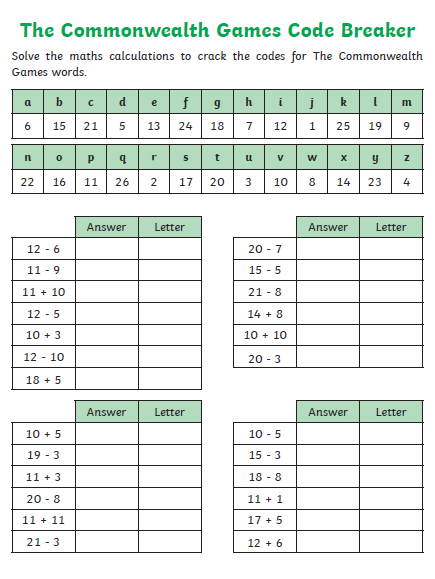 The Commonwealth Games Code Breaker
Solve the maths calculations to crack the codes for The Commonwealth
Games words.
a b c d e f g h i j k l m
6 15 21 5 13 24 18 7 12 1 25 19 9
n o p q r s t u v w x y z
22 16 11 26 2 17 20 3 10 8 14 23 4
Answer Letter
12 - 6
11 - 9
11 + 10
12 - 5
10 + 3
12 - 10
18 + 5
Answer Letter
20 - 7
15 - 5
21 - 8
14 + 8
10 + 10
20 - 3
Answer Letter
10 + 5
19 - 3
11 + 3
20 - 8
11 + 11
21 - 3
Answer Letter
10 - 5
15 - 3
18 - 8
11 + 1
17 + 5
12 + 6